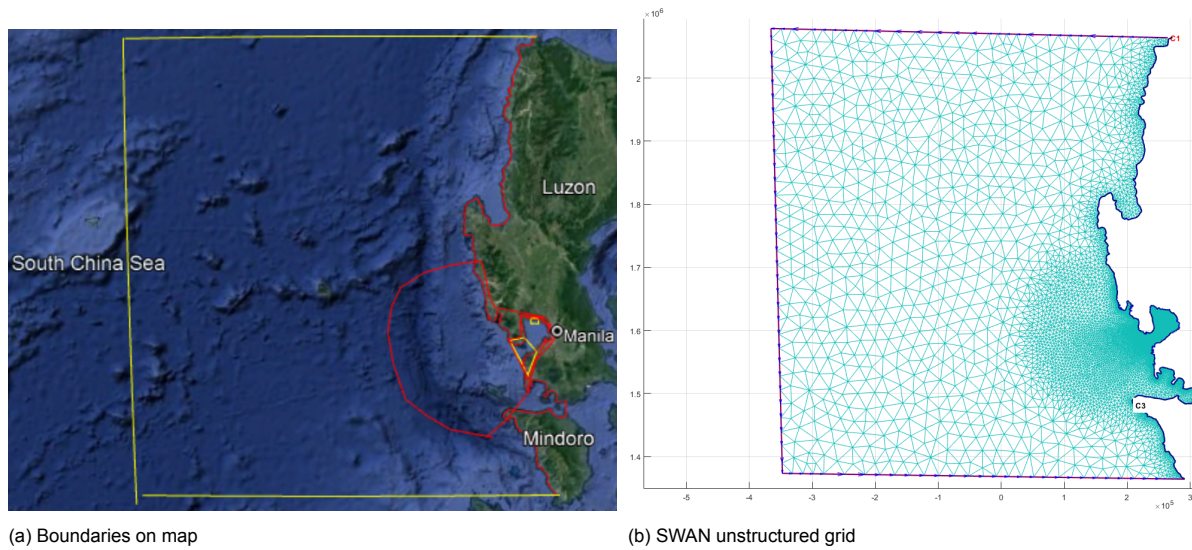 Luzon
South China Sea
Manila
Mindoro
(a) Boundaries on map
×10⁶
C1
2
1.9
1.8
1.7
1.6
1.5
C3
1.4
-5
-4
-3
-2
-1
0
1
2
3
×10⁵
(b) SWAN unstructured grid